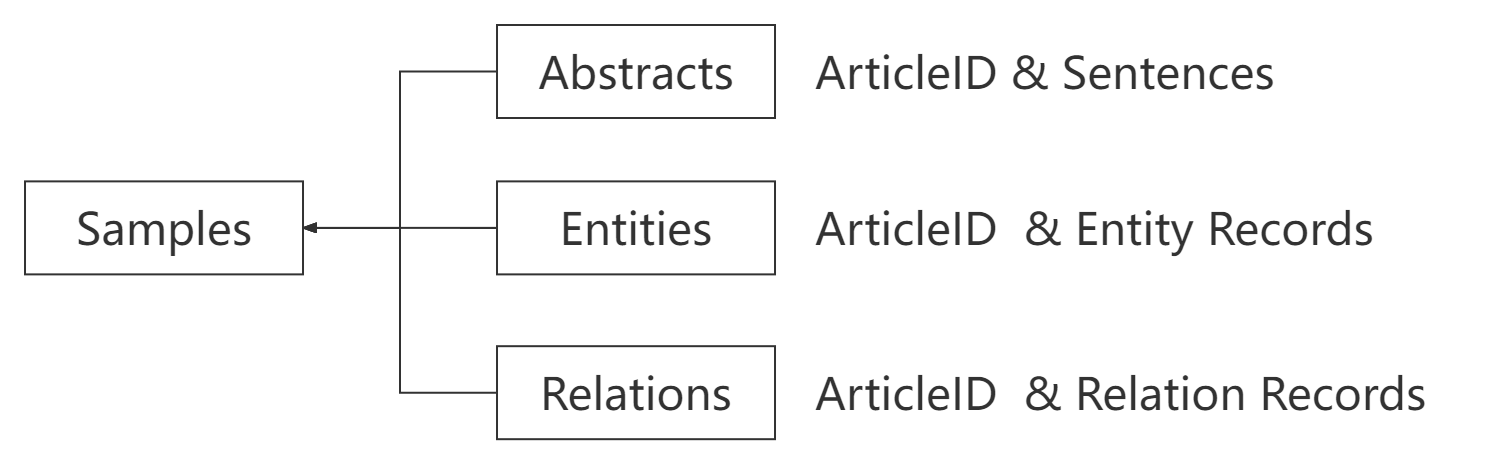 Abstracts ArticleID & Sentences
Samples Entities ArticleID & Entity Records
Relations ArticleID & Relation Records